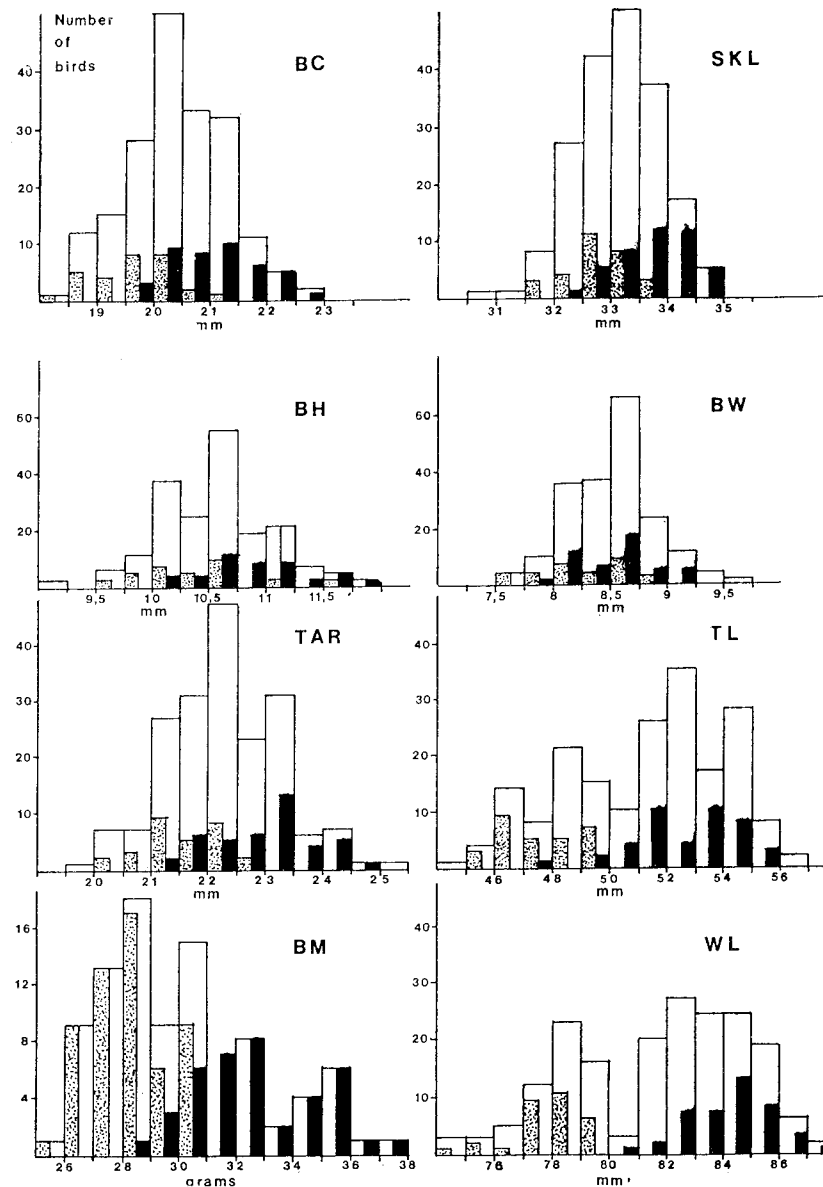 Number
of
birds
BC
40
30
20
10
19 20 21 22 23
mm
SKL
40
30
20
10
31 32 33 34 35
mm
BH
60
40
20
9,5 10 10,5 11 11,5
mm
BW
60
40
20
7,5 8 8,5 9 9,5
mm
TAR
40
30
20
10
20 21 22 23 24 25
mm
TL
40
30
20
10
46 48 50 52 54 56
mm
BM
16
12
8
4
26 28 30 32 34 36 38
grams
WL
40
30
20
10
76 78 80 82 84 86
mm